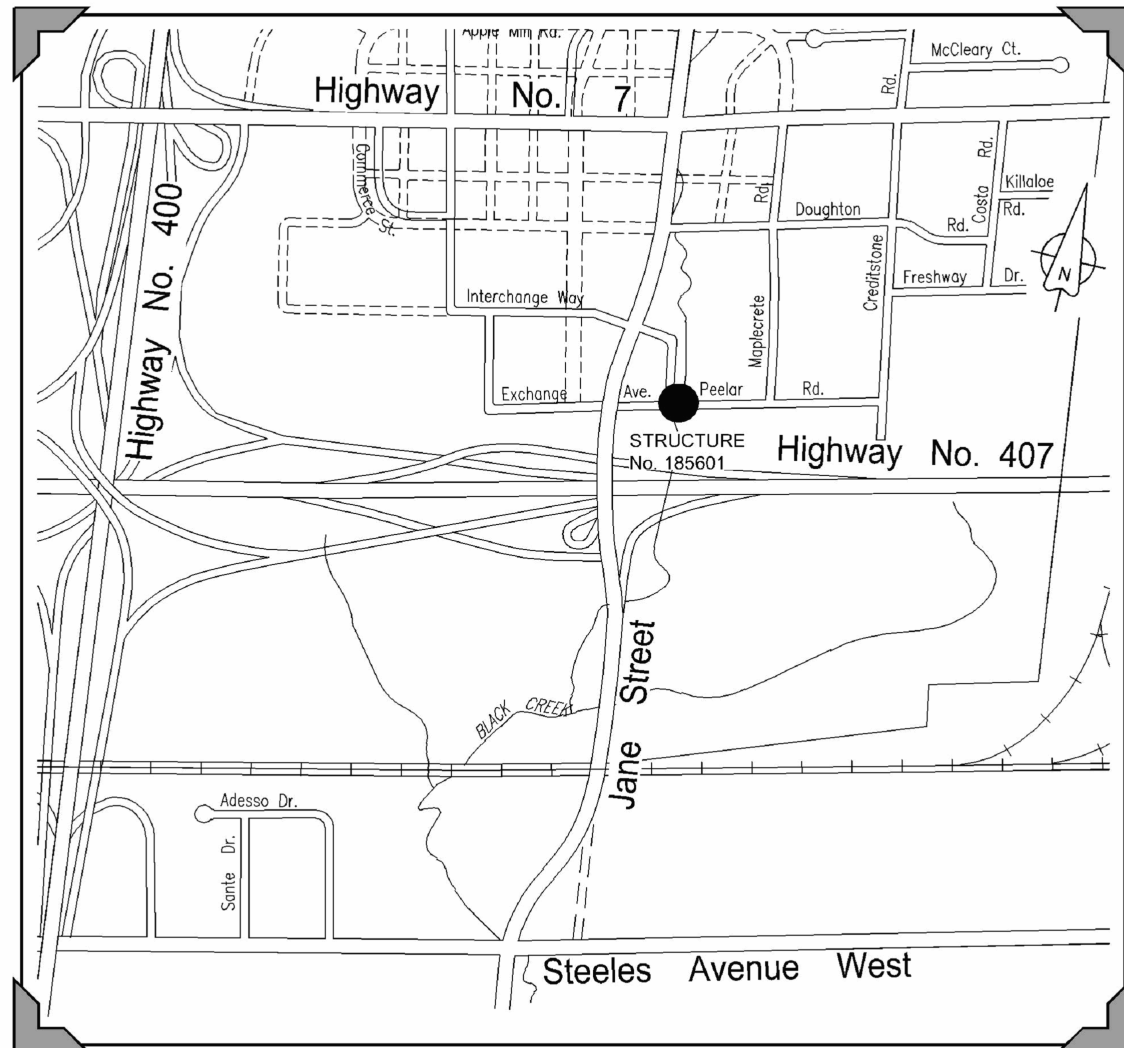 Apple Mill Rd.
McCleary Ct.
Highway No. 7
Rd.
Rd.
Killaloe
Rd.
Commerce St.
Highway No. 400
Rd.
Doughton
Rd.
Costa
N
Freshway Dr.
Creditstone
Interchange Way
Maplecrete
Exchange Ave. Peelar Rd.
STRUCTURE
No. 185601
Highway No. 407
Jane Street
BLACK CREEK
Adesso Dr.
Sante Dr.
Steeles Avenue West